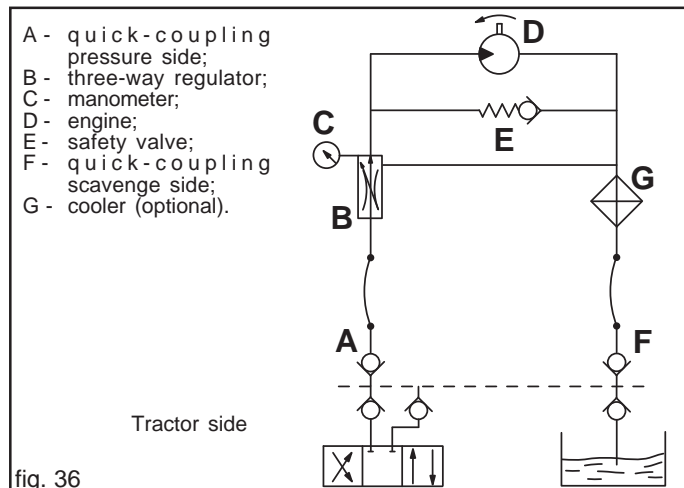 A - quick-coupling
pressure side;
B - three-way regulator;
C - manometer;
D - engine;
E - safety valve;
F - quick-coupling
scavenge side;
G - cooler (optional).
D
C
E
G
B
A
F
Tractor side
fig. 36